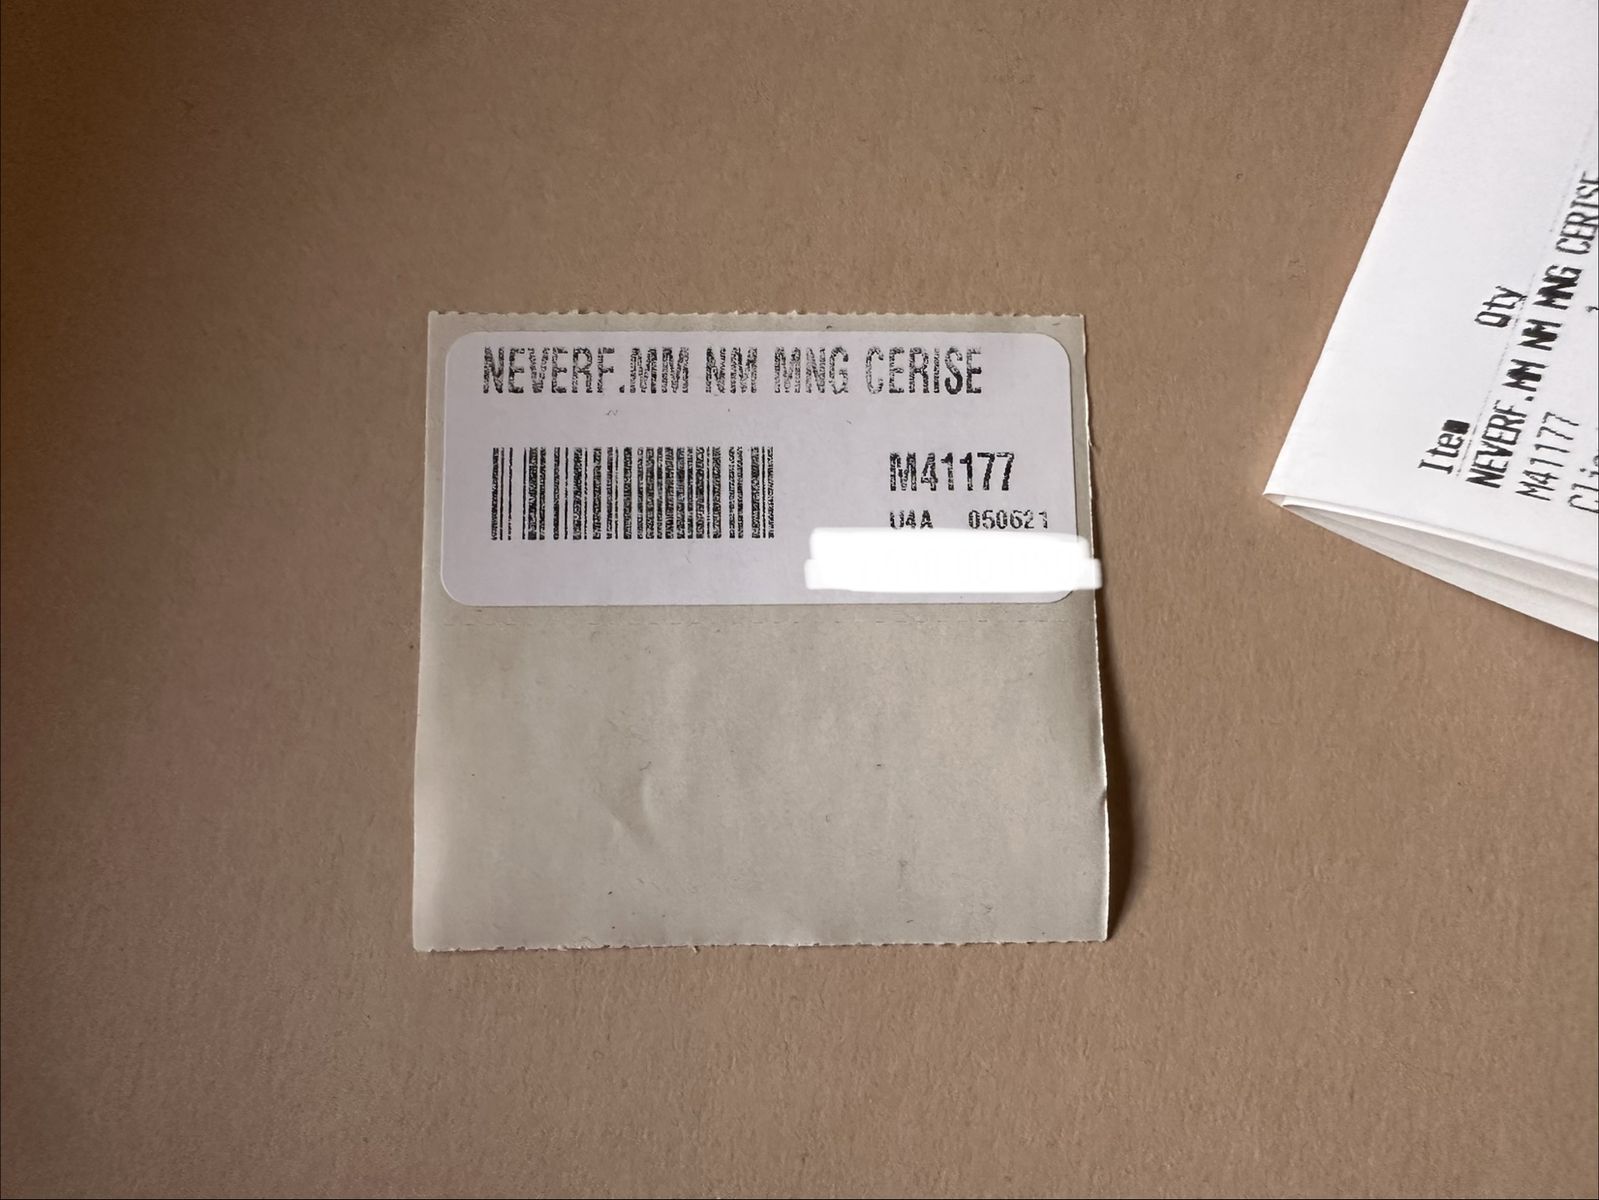 NEVERF.MM NM MNG CERISE
M41177
U4A 050621
Item Qty
NEVERF.MM NM MNG CERISE
M41177